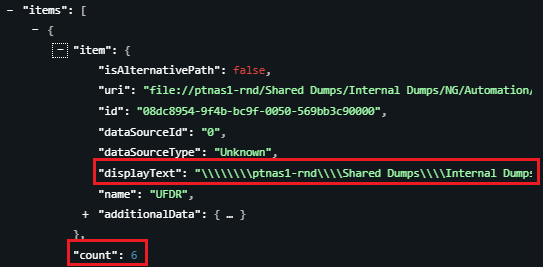 − "items": [
− {
− "item": {
"isAlternativePath": false,
"uri": "file://ptnas1-rnd/Shared Dumps/Internal Dumps/NG/Automation/
"id": "08dc8954-9f4b-bc9f-0050-569bb3c90000",
"dataSourceId": "0",
"dataSourceType": "Unknown",
"displayText": "\\\\\\\\ptnas1-rnd\\\\Shared Dumps\\\\Internal Dumps
"name": "UFDR",
+ "additionalData": { … }
},
"count": 6